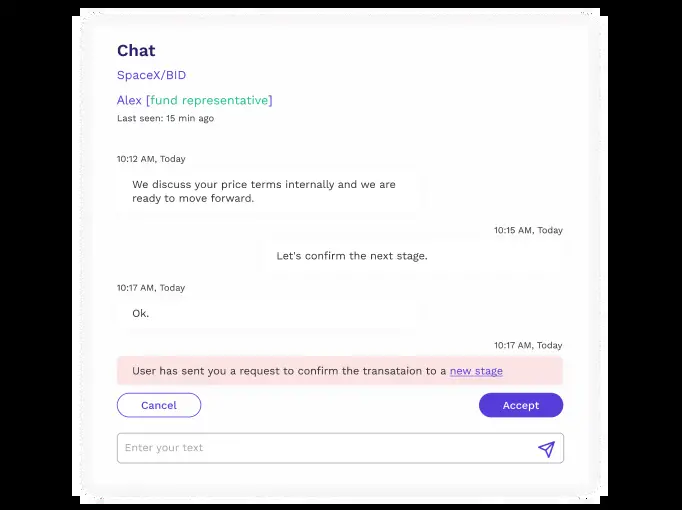 Chat
SpaceX/BID
Alex [fund representative]
Last seen: 15 min ago
10:12 AM, Today
We discuss your price terms internally and we are
ready to move forward.
10:15 AM, Today
Let's confirm the next stage.
10:17 AM, Today
Ok.
10:17 AM, Today
User has sent you a request to confirm the transataion to a new stage
Cancel
Accept
Enter your text